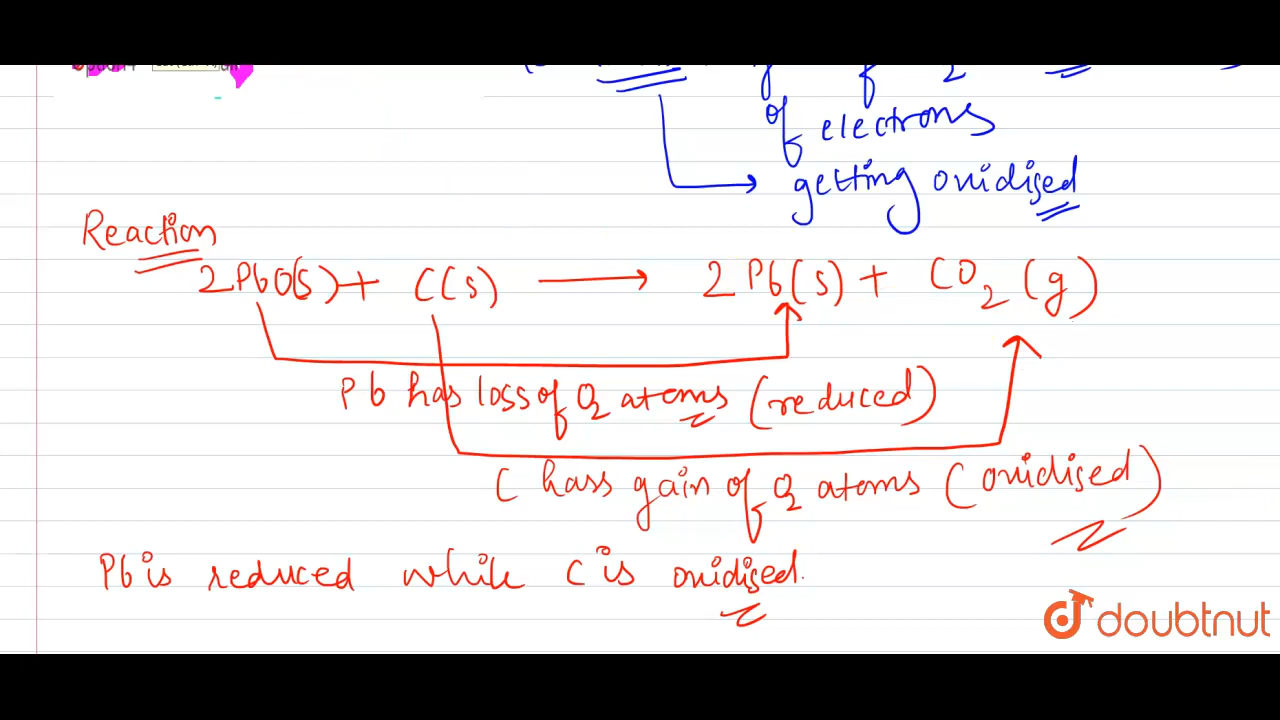 of electrons
getting oxidised
Reaction
2PbO(s) + C(s) ⟶ 2Pb(s) + CO2(g)
Pb has loss of O2 atoms (reduced)
C hass gain of O2 atoms (oxidised)
Pb is reduced while C is oxidised.
doubtnut